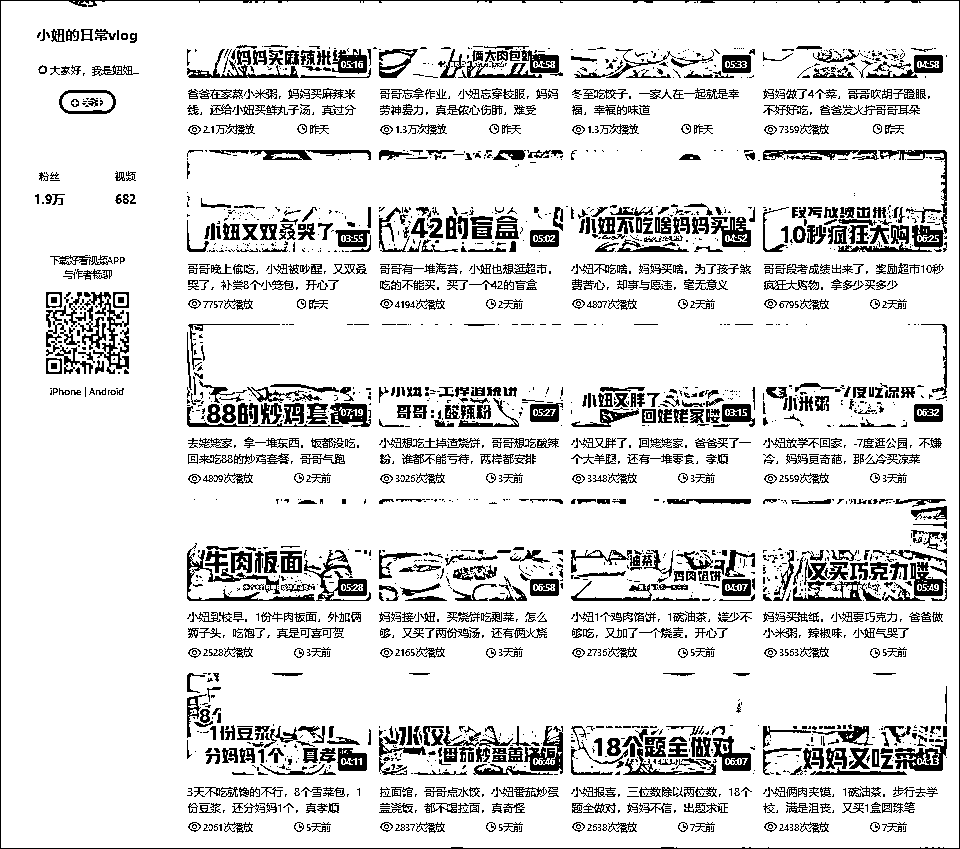 小妞的日常vlog
大家好，我是妞妞...
粉丝 视频
1.9万 682
下载好看视频APP
与作者畅聊
iPhone | Android
妈妈买麻辣米线
05:16
俩大肉包
04:58
05:33
04:58
爸爸在家熬小米粥，妈妈买麻辣米
线，还给小妞买鲜丸子汤，真过分
2.1万次播放 昨天
哥哥忘拿作业，小妞忘穿校服，妈妈
劳神费力，真是依心伤肺，难受
1.3万次播放 昨天
冬至吃饺子，一家人在一起就是幸
福，幸福的味道
1.3万次播放 昨天
妈妈做了4个菜，哥哥吹胡子瞪眼，
不好好吃，爸爸发火拧哥哥耳朵
7359次播放 昨天
小妞又双叒哭了
03:55
42的盲盒
05:02
小妞不吃啥妈妈买啥
04:52
段考成绩出来了
10秒疯狂大购物
06:25
哥哥晚上偷吃，小妞被吵醒，又双叒
哭了，补偿8个小笼包，开心了
7757次播放 昨天
哥哥有一堆海苔，小妞也想逛超市，
吃的不能买，买了一个42的盲盒
4194次播放 2天前
小妞不吃啥，妈妈买啥，为了孩子煞
费苦心，却事与愿违，毫无意义
4807次播放 2天前
哥哥段考成绩出来了，奖励超市10秒
疯狂大购物，拿多少买多少
6795次播放 2天前
88的炒鸡套餐
07:19
小妞：土掉渣烧饼
哥哥：酸辣粉
05:27
小妞又胖了
回姥姥家喽
03:15
-7度吃凉菜
小米粥
06:32
去姥姥家，拿一堆东西，饭都没吃，
回来吃88的炒鸡套餐，哥哥气跑
4809次播放 2天前
小妞想吃土掉渣烧饼，哥哥想吃酸辣
粉，谁都不能亏待，两样都安排
3026次播放 3天前
小妞又胖了，回姥姥家，爸爸买了一
个大羊腿，还有一堆零食，孝顺
3348次播放 3天前
小妞放学不回家，-7度逛公园，不嫌
冷，妈妈更奇葩，那么冷买凉菜
2559次播放 3天前
牛肉板面
05:28
06:58
油茶
鸡肉馅饼
04:07
又买巧克力喽
05:49
小妞到校早，1份牛肉板面，外加俩
狮子头，吃饱了，真是可喜可贺
2528次播放 3天前
妈妈接小妞，买烧饼吃剩菜，怎么
够，又买了两份鸡汤，还有俩火烧
2165次播放 3天前
小妞1个鸡肉馅饼，1碗油茶，嫌少不
够吃，又加了一个烧麦，开心了
2736次播放 5天前
妈妈买抽纸，小妞要巧克力，爸爸做
小米粥，辣椒味，小妞气哭了
3563次播放 5天前
1份豆浆
分妈妈1个，真孝顺
04:11
水饺
番茄炒蛋盖浇饭
06:46
18个题全做对
06:07
妈妈又吃菜馅
04:13
3天不吃就馋的不行，8个雪菜包，1
份豆浆，还分妈妈1个，真孝顺
2061次播放 5天前
拉面馆，哥哥点水饺，小妞番茄炒蛋
盖浇饭，都不喝拉面，真奇怪
2837次播放 5天前
小妞报喜，三位数除以两位数，18个
题全做对，妈妈不信，出题求证
2638次播放 7天前
小妞俩肉夹馍，1碗油茶，步行去学
校，满是沮丧，又买1盒圆珠笔
2438次播放 7天前